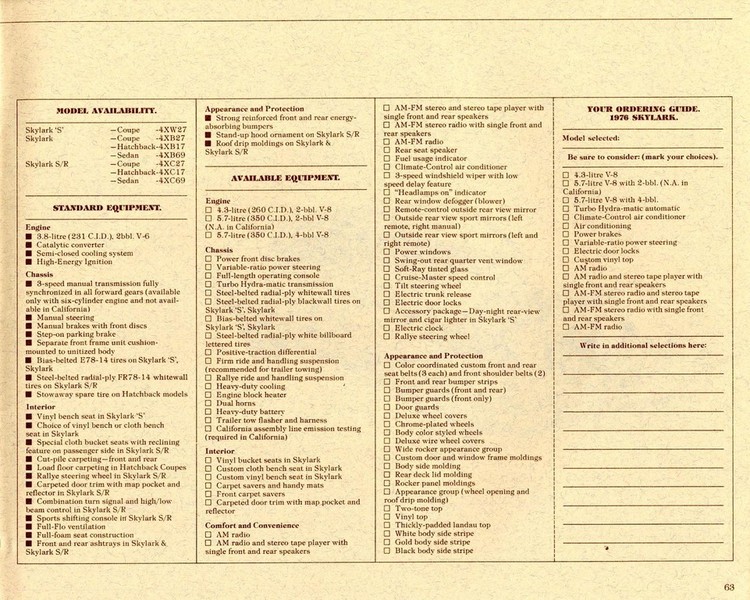 MODEL AVAILABILITY.
Skylark 'S' —Coupe -4XW27
Skylark —Coupe -4XB27
—Hatchback-4XB17
—Sedan -4XB69
Skylark S/R —Coupe -4XC27
—Hatchback-4XC17
—Sedan -4XC69
STANDARD EQUIPMENT.
Engine
■ 3.8-litre (231 C.I.D.), 2bbl. V-6
■ Catalytic converter
■ Semi-closed cooling system
■ High-Energy Ignition
Chassis
■ 3-speed manual transmission fully
synchronized in all forward gears (available
only with six-cylinder engine and not avail-
able in California)
■ Manual steering
■ Manual brakes with front discs
■ Step-on parking brake
■ Separate front frame unit cushion-
mounted to unitized body
■ Bias-belted E78-14 tires on Skylark 'S',
Skylark
■ Steel-belted radial-ply FR78-14 whitewall
tires on Skylark S/R
■ Stowaway spare tire on Hatchback models
Interior
■ Vinyl bench seat in Skylark 'S'
■ Choice of vinyl bench or cloth bench
seat in Skylark
■ Special cloth bucket seats with reclining
feature on passenger side in Skylark S/R
■ Cut-pile carpeting—front and rear
■ Load floor carpeting in Hatchback Coupes
■ Rallye steering wheel in Skylark S/R
■ Carpeted door trim with map pocket and
reflector in Skylark S/R
■ Combination turn signal and high/low
beam control in Skylark S/R
■ Sports shifting console in Skylark S/R
■ Full-Flo ventilation
■ Full-foam seat construction
■ Front and rear ashtrays in Skylark &
Skylark S/R
Appearance and Protection
■ Strong reinforced front and rear energy-
absorbing bumpers
■ Stand-up hood ornament on Skylark S/R
■ Roof drip moldings on Skylark &
Skylark S/R
AVAILABLE EQUIPMENT.
Engine
□ 4.3-litre (260 C.I.D.), 2-bbl. V-8
□ 5.7-litre (350 C.I.D.), 2-bbl V-8
(N.A. in California)
□ 5.7-litre (350 C.I.D.), 4-bbl V-8
Chassis
□ Power front disc brakes
□ Variable-ratio power steering
□ Full-length operating console
□ Turbo Hydra-matic transmission
□ Steel-belted radial-ply whitewall tires
□ Steel-belted radial-ply blackwall tires on
Skylark 'S', Skylark
□ Bias-belted whitewall tires on
Skylark 'S', Skylark
□ Steel-belted radial-ply white billboard
lettered tires
□ Positive-traction differential
□ Firm ride and handling suspension
(recommended for trailer towing)
□ Rallye ride and handling suspension
□ Heavy-duty cooling
□ Engine block heater
□ Dual horns
□ Heavy-duty battery
□ Trailer tow flasher and harness
□ California assembly line emission testing
(required in California)
Interior
□ Vinyl bucket seats in Skylark
□ Custom cloth bench seat in Skylark
□ Custom vinyl bench seat in Skylark
□ Carpet savers and handy mats
□ Front carpet savers
□ Carpeted door trim with map pocket and
reflector
Comfort and Convenience
□ AM radio
□ AM radio and stereo tape player with
single front and rear speakers
□ AM-FM stereo and stereo tape player with
single front and rear speakers
□ AM-FM stereo radio with single front and
rear speakers
□ AM-FM radio
□ Rear seat speaker
□ Fuel usage indicator
□ Climate-Control air conditioner
□ 3-speed windshield wiper with low
speed delay feature
□ "Headlamps on" indicator
□ Rear window defogger (blower)
□ Remote-control outside rear view mirror
□ Outside rear view sport mirrors (left
remote, right manual)
□ Outside rear view sport mirrors (left and
right remote)
□ Power windows
□ Swing-out rear quarter vent window
□ Soft-Ray tinted glass
□ Cruise-Master speed control
□ Tilt steering wheel
□ Electric trunk release
□ Electric door locks
□ Accessory package—Day-night rear-view
mirror and cigar lighter in Skylark 'S'
□ Electric clock
□ Rallye steering wheel
Appearance and Protection
□ Color coordinated custom front and rear
seat belts (3 each) and front shoulder belts (2)
□ Front and rear bumper strips
□ Bumper guards (front and rear)
□ Bumper guards (front only)
□ Door guards
□ Deluxe wheel covers
□ Chrome-plated wheels
□ Body color styled wheels
□ Deluxe wire wheel covers
□ Wide rocker appearance group
□ Custom door and window frame moldings
□ Body side molding
□ Rear deck lid molding
□ Rocker panel moldings
□ Appearance group (wheel opening and
roof drip molding)
□ Two-tone top
□ Vinyl top
□ Thickly-padded landau top
□ White body side stripe
□ Gold body side stripe
□ Black body side stripe
YOUR ORDERING GUIDE.
1976 SKYLARK.
Model selected:
Be sure to consider: (mark your choices).
□ 4.3-litre V-8
□ 5.7-litre V-8 with 2-bbl. (N.A. in
California)
□ 5.7-litre V-8 with 4-bbl.
□ Turbo Hydra-matic automatic
□ Climate-Control air conditioner
□ Air conditioning
□ Power brakes
□ Variable-ratio power steering
□ Electric door locks
□ Custom vinyl top
□ AM radio
□ AM radio and stereo tape player with
single front and rear speakers
□ AM-FM stereo radio and stereo tape
player with single front and rear speakers
□ AM-FM stereo radio with single front
and rear speakers
□ AM-FM radio
Write in additional selections here:
63